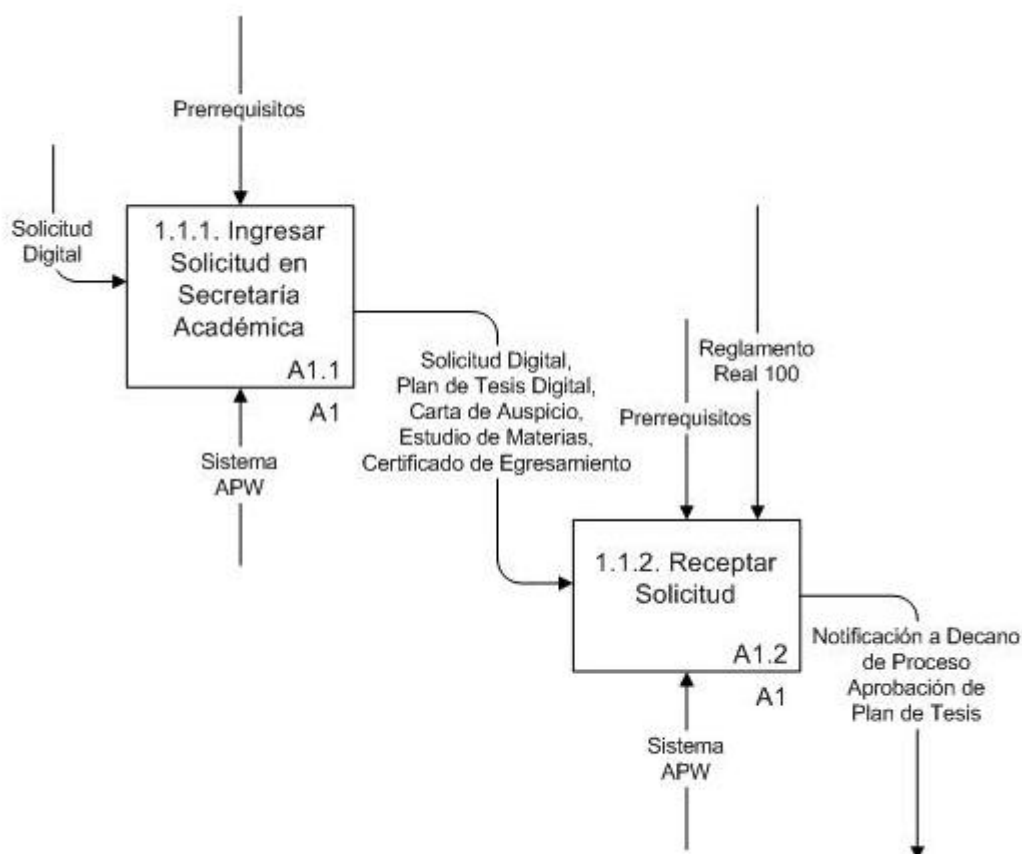 Prerrequisitos
Solicitud
Digital
1.1.1. Ingresar
Solicitud en
Secretaría
Académica
A1.1
A1
Sistema
APW
Solicitud Digital,
Plan de Tesis Digital,
Carta de Auspicio,
Estudio de Materias,
Certificado de Egresamiento
Prerrequisitos
Reglamento
Real 100
1.1.2. Receptar
Solicitud
A1.2
A1
Sistema
APW
Notificación a Decano
de Proceso
Aprobación de
Plan de Tesis